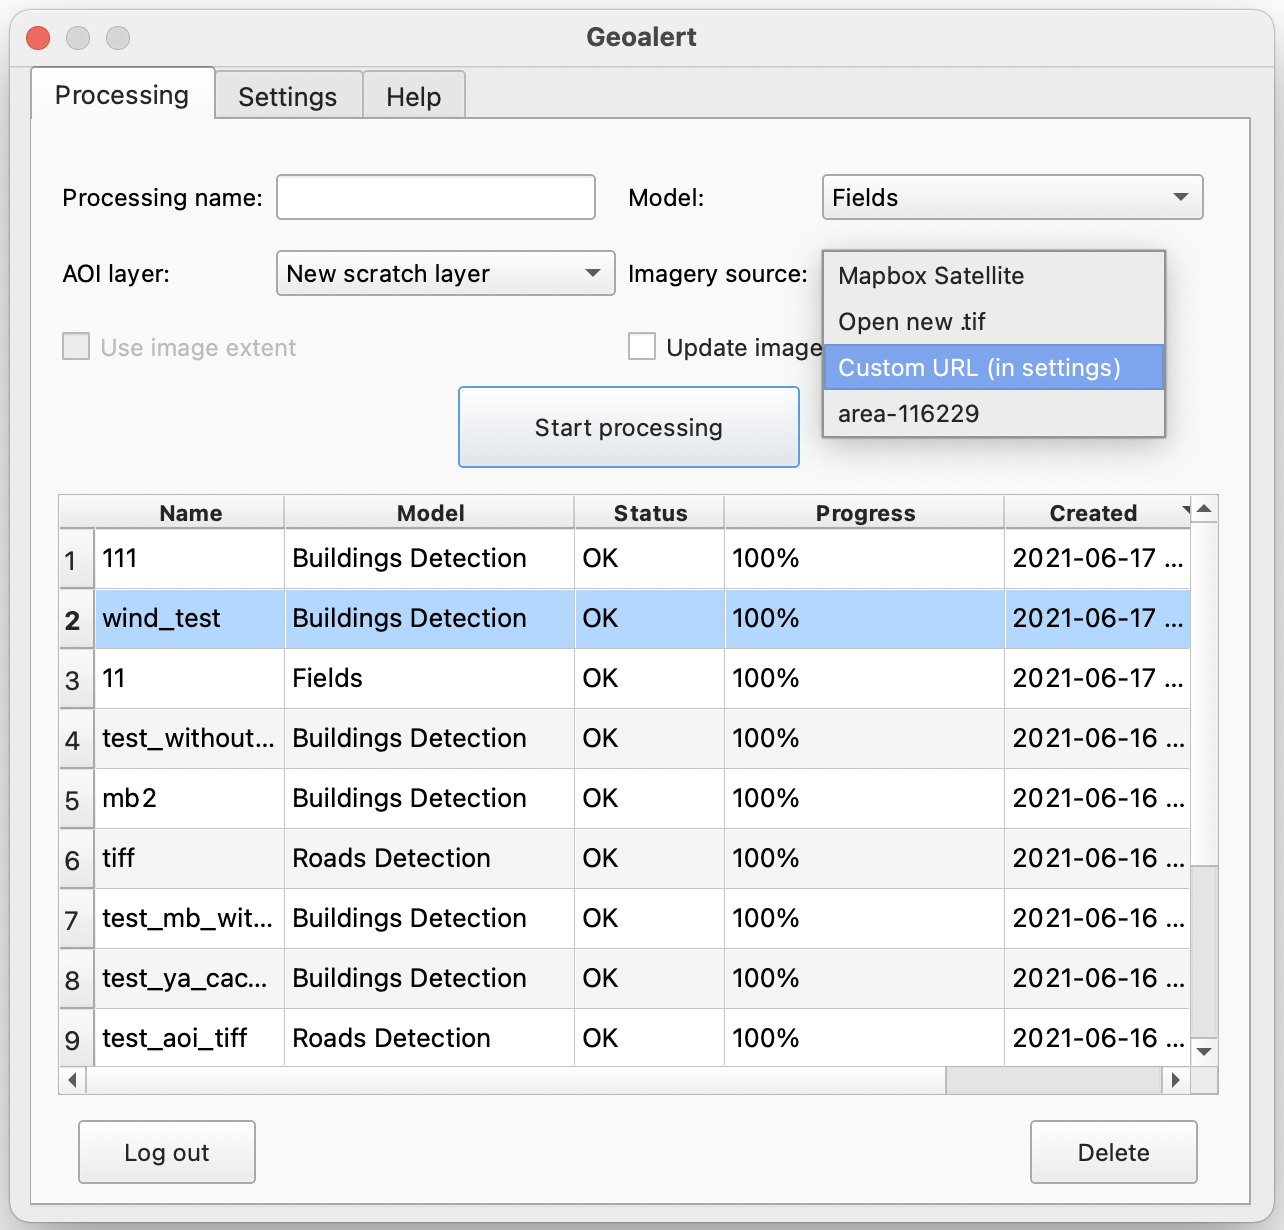 Geoalert
Processing Settings Help
Processing name: Model: Fields
AOI layer: New scratch layer Imagery source: Mapbox Satellite
Open new .tif
Use image extent Update image Custom URL (in settings)
area-116229
Start processing
Name Model Status Progress Created
1 111 Buildings Detection OK 100% 2021-06-17 ...
2 wind_test Buildings Detection OK 100% 2021-06-17 ...
3 11 Fields OK 100% 2021-06-17 ...
4 test_without... Buildings Detection OK 100% 2021-06-16 ...
5 mb2 Buildings Detection OK 100% 2021-06-16 ...
6 tiff Roads Detection OK 100% 2021-06-16 ...
7 test_mb_wit... Buildings Detection OK 100% 2021-06-16 ...
8 test_ya_cac... Buildings Detection OK 100% 2021-06-16 ...
9 test_aoi_tiff Roads Detection OK 100% 2021-06-16 ...
Log out Delete